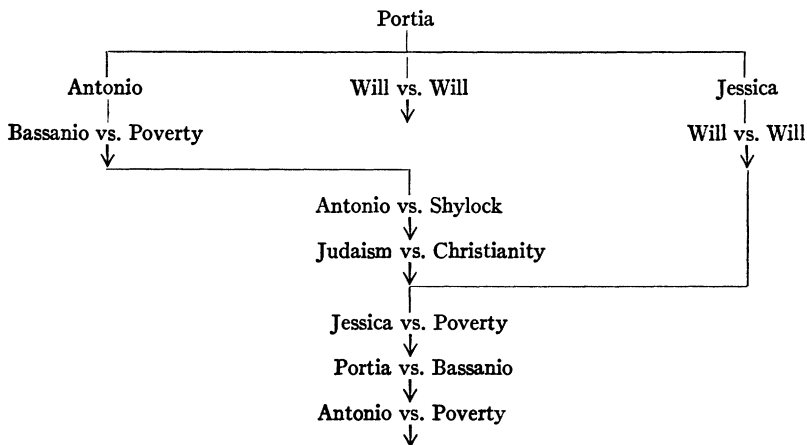 Portia
Antonio Will vs. Will Jessica
Bassanio vs. Poverty Will vs. Will
Antonio vs. Shylock
Judaism vs. Christianity
Jessica vs. Poverty
Portia vs. Bassanio
Antonio vs. Poverty